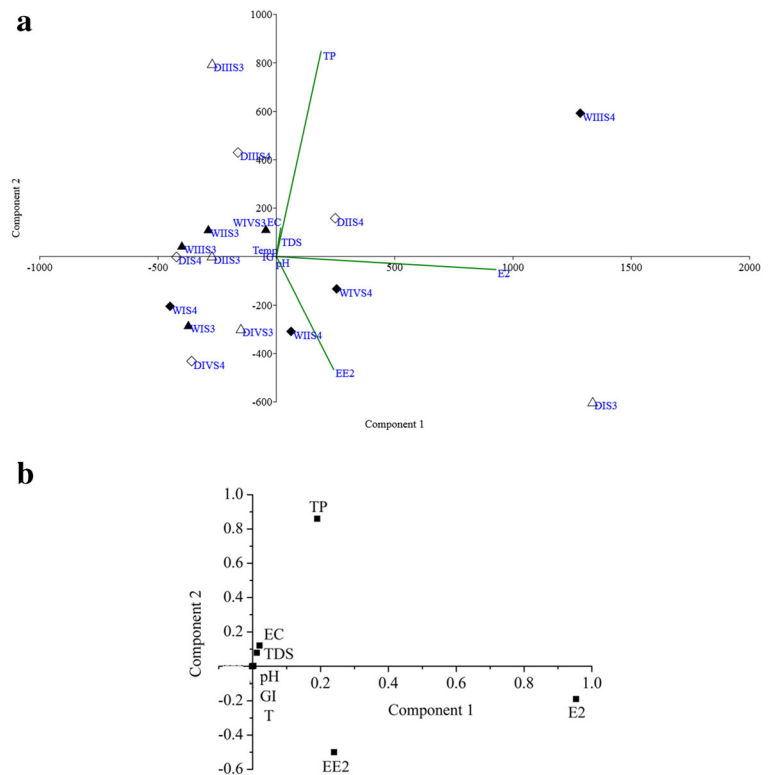 a
1000
TP
DIIIS3
800
WIIIS4
600
DIIIS4
400
Component 2
WIVS3 EC
200
DIIS4
WIIS3
TDS
WIIIS3
Temp
-1000
-500
DIS4
DIIS3
pH
500
1000
1500
2000
E2
WIVS4
WIS4
-200
WIS3
DIVS3
WIIS4
DIVS4
-400
EE2
-600
DIS3
Component 1
b
1.0
TP
0.8
0.6
Component 2
0.4
0.2
EC
TDS
0.0
pH
0.2
0.4
0.6
0.8
1.0
-0.2
GI
Component 1
E2
T
-0.4
EE2
-0.6